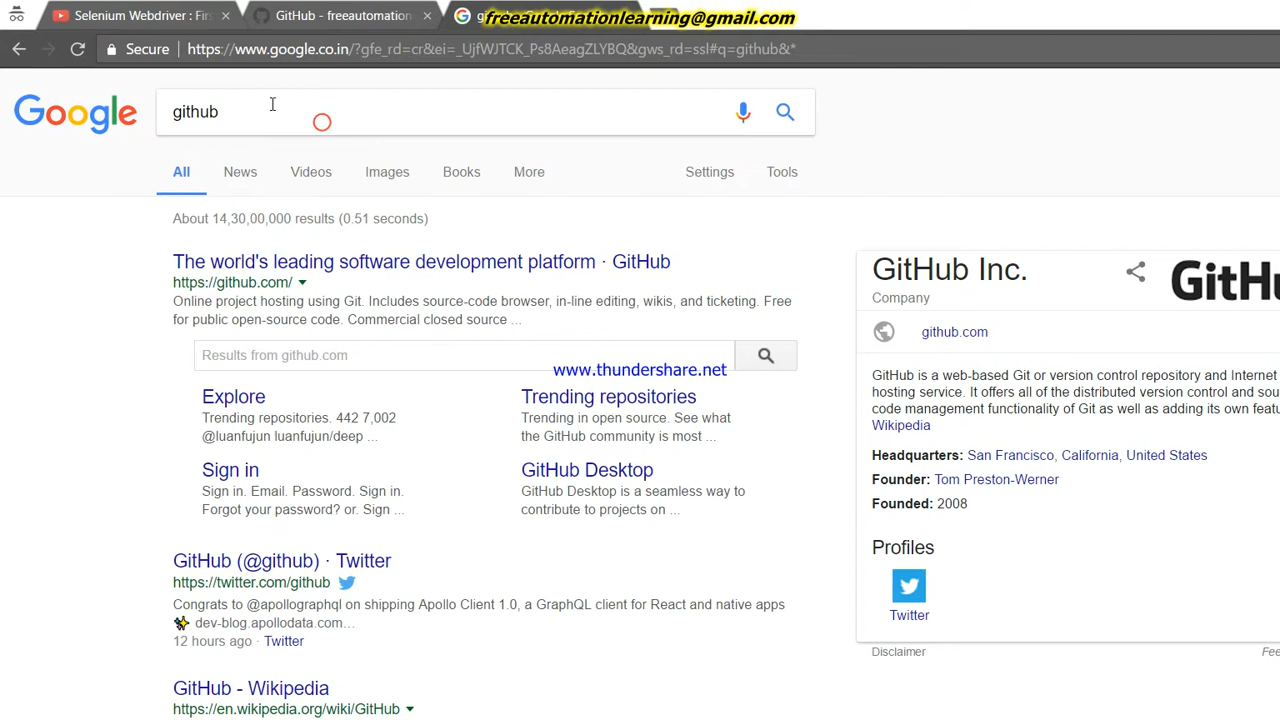 Selenium Webdriver : Firs
GitHub - freeautomation
freeautomationlearning@gmail.com
Secure
https://www.google.co.in/?gfe_rd=cr&ei=_UjfWJTCK_Ps8AeagZLYBQ&gws_rd=ssl#q=github&*
Google
github
All
News
Videos
Images
Books
More
Settings
Tools
About 14,30,00,000 results (0.51 seconds)
The world's leading software development platform · GitHub
https://github.com/
Online project hosting using Git. Includes source-code browser, in-line editing, wikis, and ticketing. Free
for public open-source code. Commercial closed source ...
Results from github.com
www.thundershare.net
Explore
Trending repositories. 442 7,002
@luanfujun luanfujun/deep ...
Trending repositories
Trending in open source. See what
the GitHub community is most ...
Sign in
Sign in. Email. Password. Sign in.
Forgot your password? or. Sign ...
GitHub Desktop
GitHub Desktop is a seamless way to
contribute to projects on ...
GitHub (@github) · Twitter
https://twitter.com/github
Congrats to @apollographql on shipping Apollo Client 1.0, a GraphQL client for React and native apps
dev-blog.apollodata.com…
12 hours ago · Twitter
GitHub - Wikipedia
https://en.wikipedia.org/wiki/GitHub
GitHub Inc.
Company
GitHu
github.com
GitHub is a web-based Git or version control repository and Internet
hosting service. It offers all of the distributed version control and sou
code management functionality of Git as well as adding its own featu
Wikipedia
Headquarters: San Francisco, California, United States
Founder: Tom Preston-Werner
Founded: 2008
Profiles
Twitter
Disclaimer
Fee